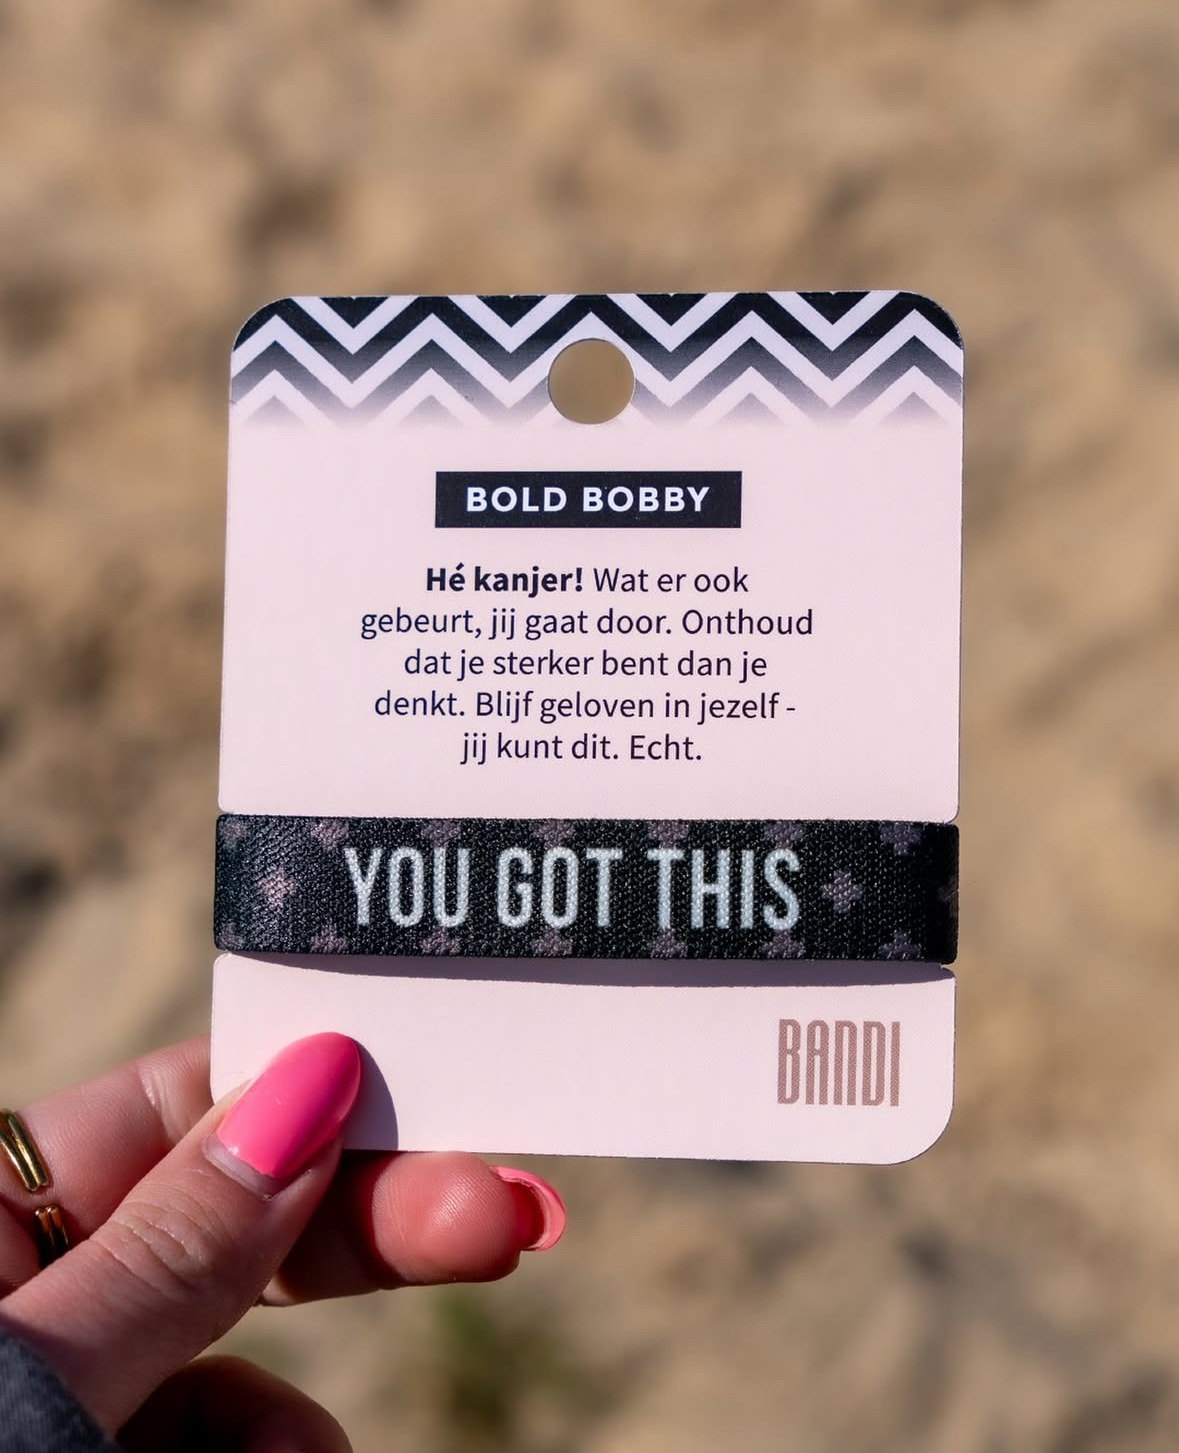 BOLD BOBBY
Hé kanjer! Wat er ook
gebeurt, jij gaat door. Onthoud
dat je sterker bent dan je
denkt. Blijf geloven in jezelf -
jij kunt dit. Echt.
YOU GOT THIS
BANDI